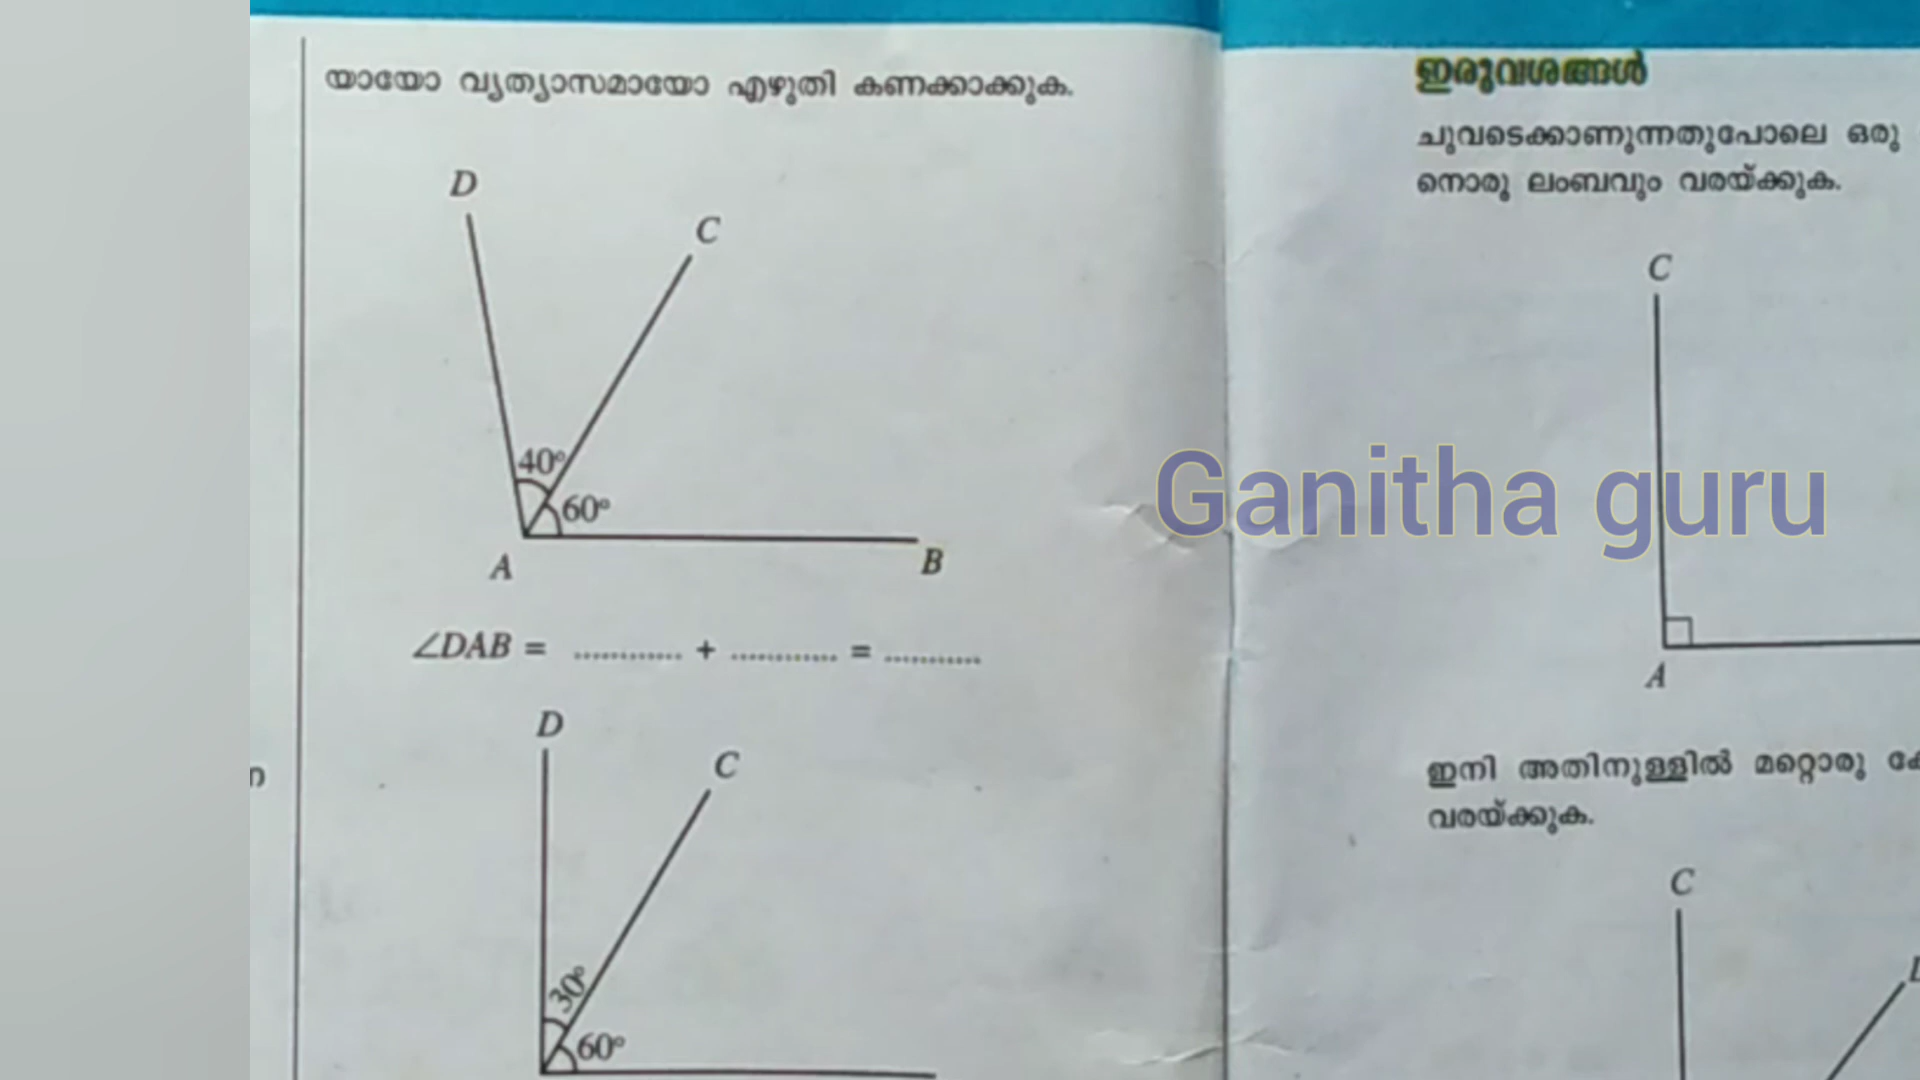 യായോ വ്യത്യാസമായോ എഴുതി കണക്കാക്കുക.
D
C
40°
60°
A
B
∠DAB = ............ + ............ = ...........
D
C
30°
60°
ഇരുവശങ്ങൾ
ചുവടെക്കാണുന്നതുപോലെ ഒരു
നൊരു ലംബവും വരയ്ക്കുക.
C
Ganitha guru
A
ഇനി അതിനുള്ളിൽ മറ്റൊരു
വരയ്ക്കുക.
C